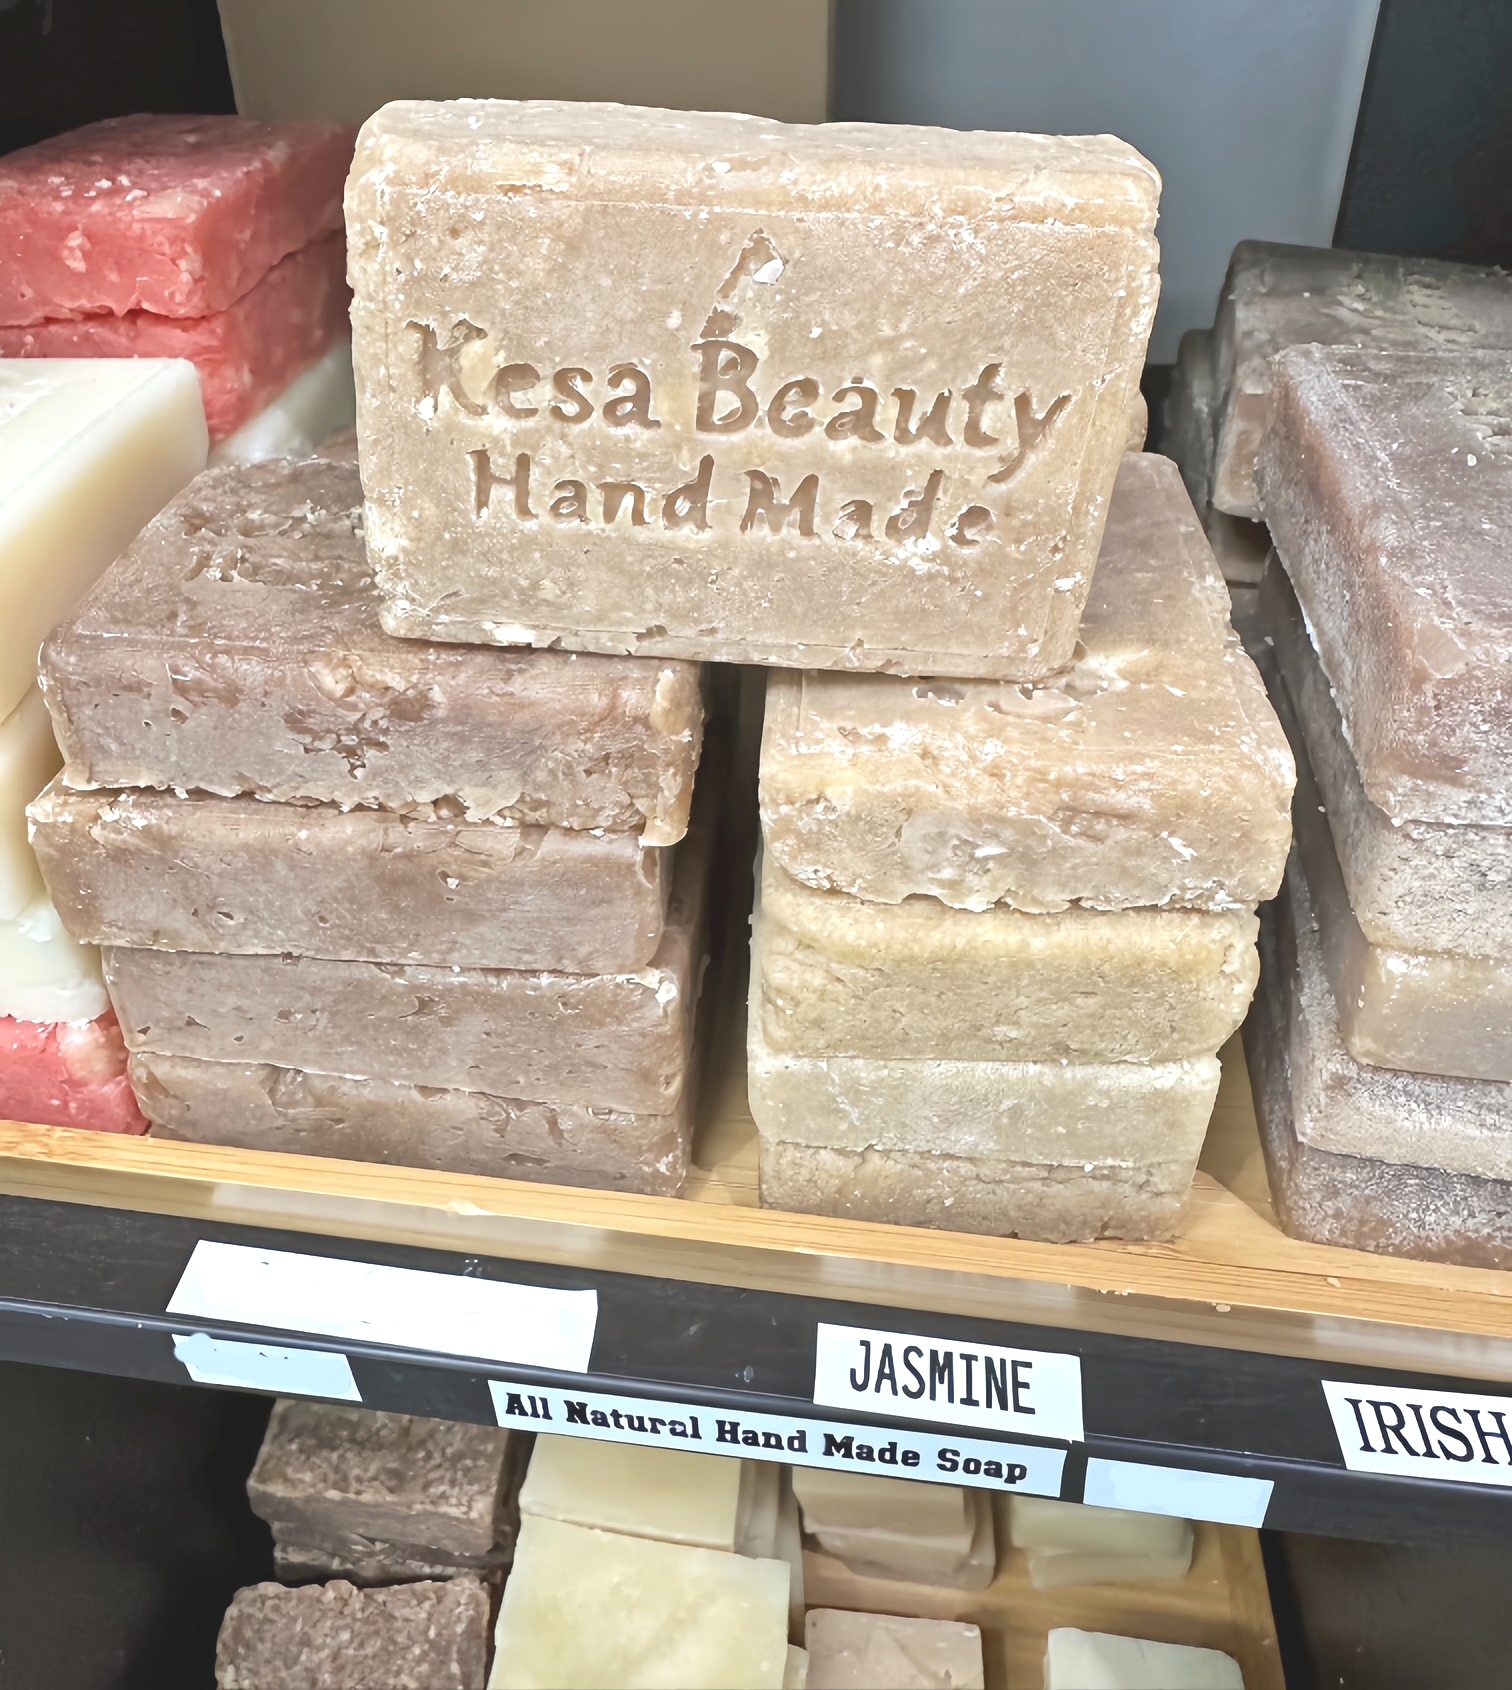 Kesa Beauty
Hand Made
JASMINE
IRISH
All Natural Hand Made Soap